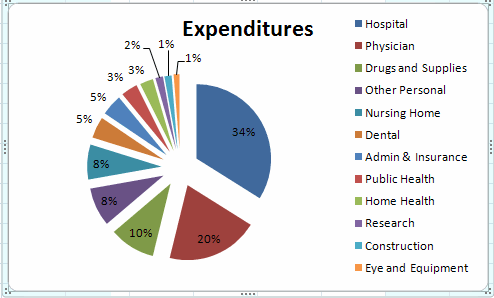 Expenditures
Hospital
Physician
Drugs and Supplies
Other Personal
Nursing Home
Dental
Admin & Insurance
Public Health
Home Health
Research
Construction
Eye and Equipment
34%
20%
10%
8%
8%
5%
5%
3%
3%
2%
1%
1%